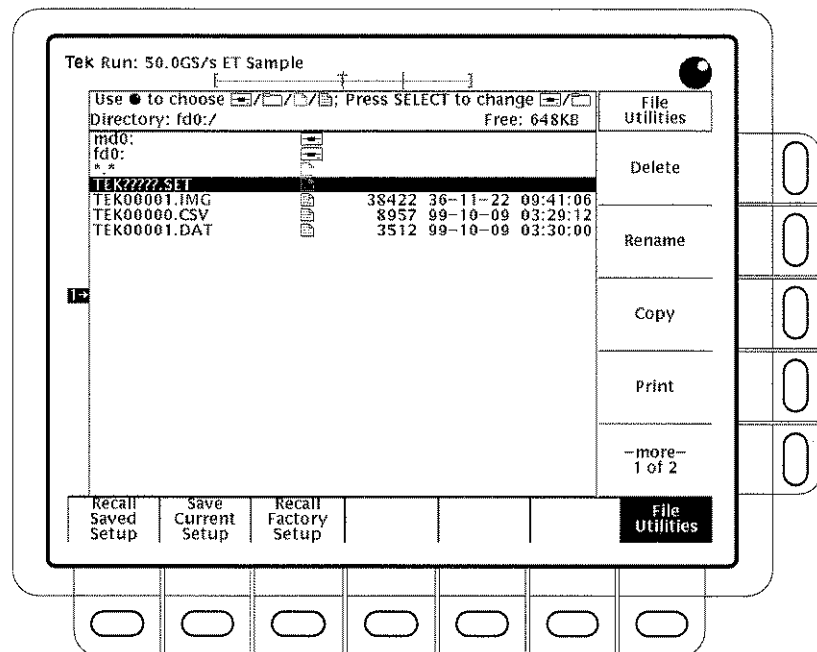 Tek Run: 50.0GS/s ET Sample
Use to choose / / / ; Press SELECT to change /
Directory: fd0:/ Free: 648KB
md0:
fd0:
*.*
TEK?????.SET
TEK00001.IMG 38422 36-11-22 09:41:06
TEK00000.CSV 8957 99-10-09 03:29:12
TEK00001.DAT 3512 99-10-09 03:30:00
1→
File
Utilities
Delete
Rename
Copy
Print
-more-
1 of 2
Recall
Saved
Setup
Save
Current
Setup
Recall
Factory
Setup
File
Utilities